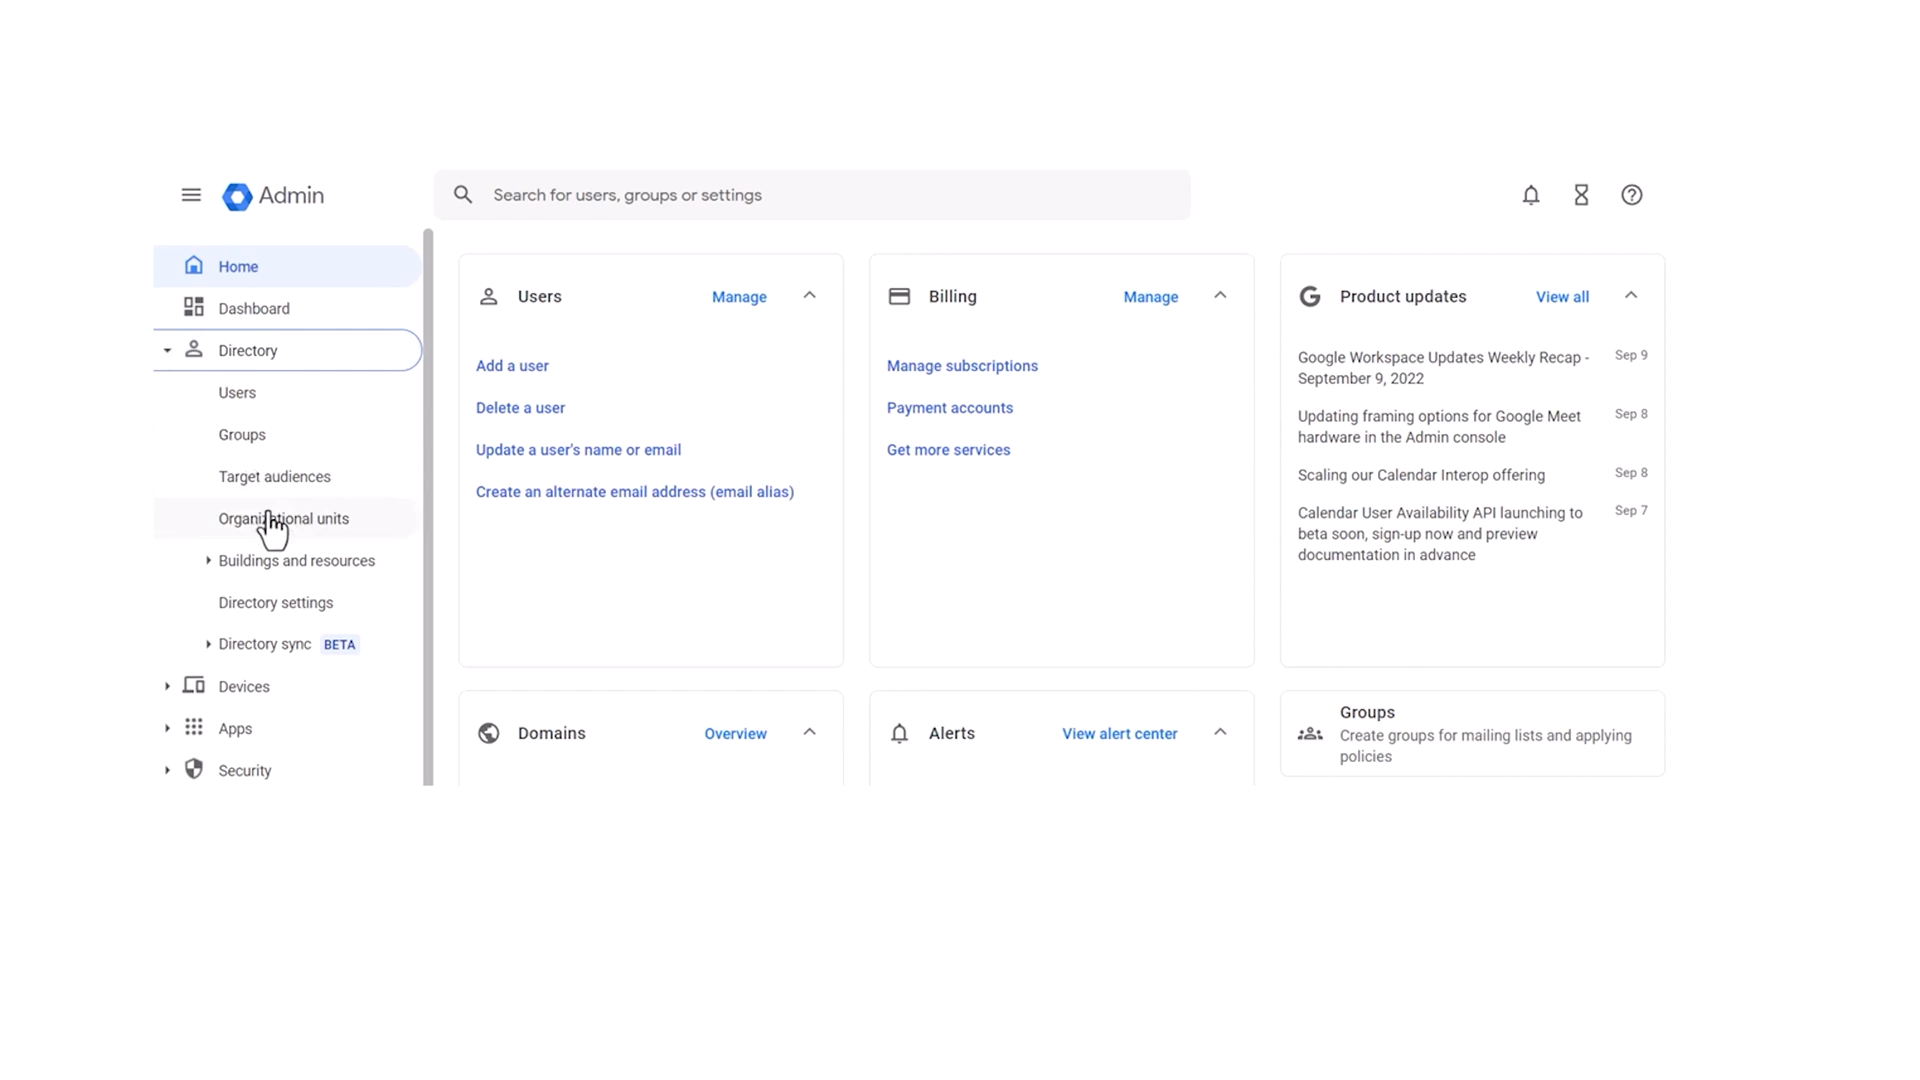 Admin
Search for users, groups or settings
Home
Dashboard
Directory
Users
Groups
Target audiences
Organizational units
Buildings and resources
Directory settings
Directory sync BETA
Devices
Apps
Security
Users Manage
Add a user
Delete a user
Update a user's name or email
Create an alternate email address (email alias)
Billing Manage
Manage subscriptions
Payment accounts
Get more services
Product updates View all
Google Workspace Updates Weekly Recap - Sep 9
September 9, 2022
Updating framing options for Google Meet Sep 8
hardware in the Admin console
Scaling our Calendar Interop offering Sep 8
Calendar User Availability API launching to Sep 7
beta soon, sign-up now and preview
documentation in advance
Domains Overview
Alerts View alert center
Groups
Create groups for mailing lists and applying
policies